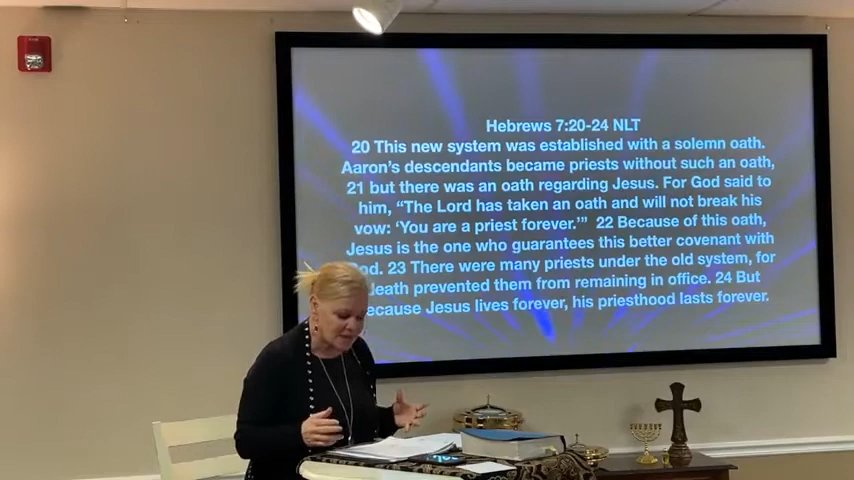 Hebrews 7:20-24 NLT
20 This new system was established with a solemn oath.
Aaron's descendants became priests without such an oath,
21 but there was an oath regarding Jesus. For God said to
him, “The Lord has taken an oath and will not break his
vow: ‘You are a priest forever.’” 22 Because of this oath,
Jesus is the one who guarantees this better covenant with
God. 23 There were many priests under the old system, for
death prevented them from remaining in office. 24 But
because Jesus lives forever, his priesthood lasts forever.